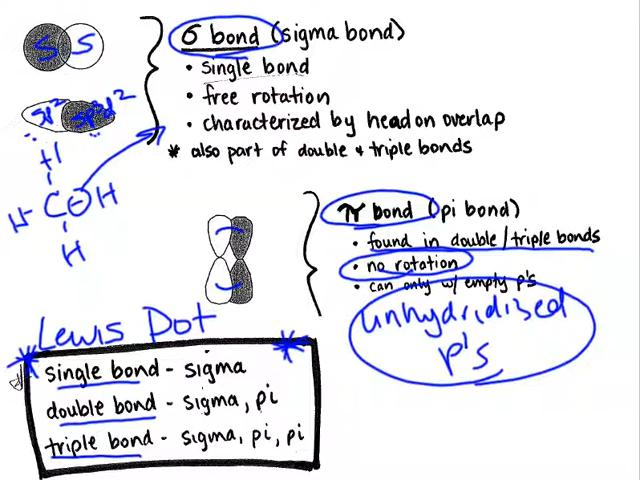 S S
σ bond (sigma bond)
• single bond
• free rotation
• characterized by head on overlap
* also part of double & triple bonds
sp² sp³d²
H
H C H
H
π bond (pi bond)
• found in double/triple bonds
• no rotation
• can only w/ empty p's
unhybridized
p's
Lewis Dot
single bond - sigma
double bond - sigma, pi
triple bond - sigma, pi, pi